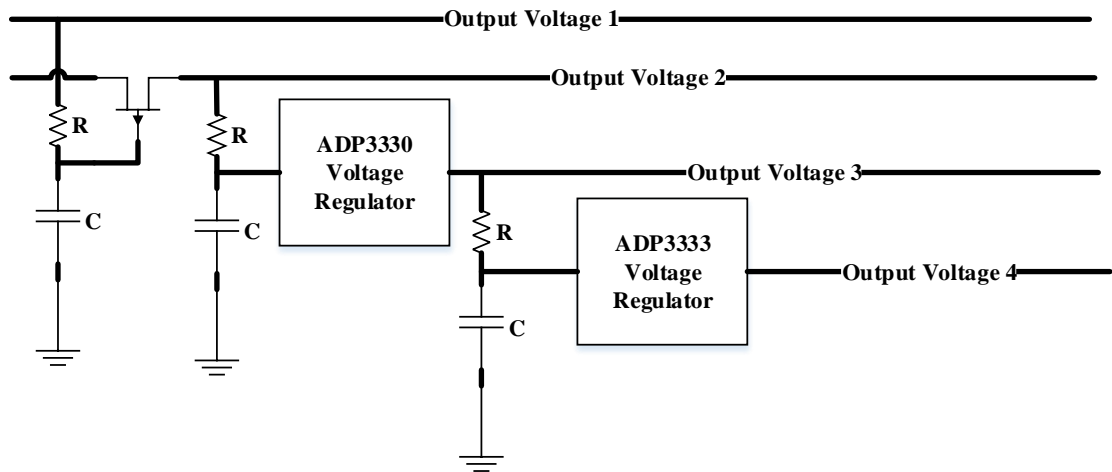 Output Voltage 1
Output Voltage 2
R
R
ADP3330
Voltage
Regulator
Output Voltage 3
C
C
R
ADP3333
Voltage
Regulator
Output Voltage 4
C